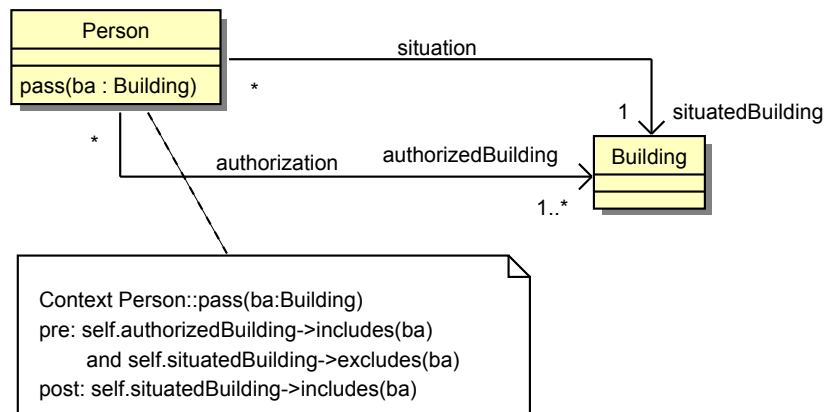 Person
pass(ba : Building)
situation
*
1
situatedBuilding
*
authorization
authorizedBuilding
Building
1..*
Context Person::pass(ba:Building)
pre: self.authorizedBuilding->includes(ba)
and self.situatedBuilding->excludes(ba)
post: self.situatedBuilding->includes(ba)